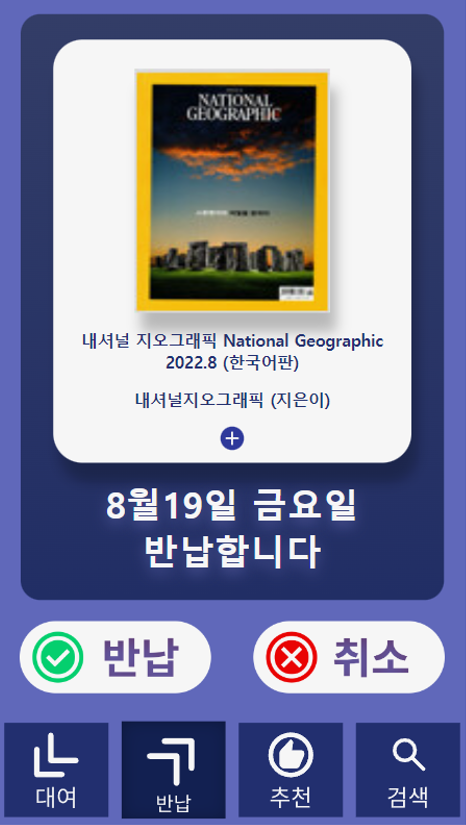 NATIONAL
GEOGRAPHIC
내셔널 지오그래픽 National Geographic
2022.8 (한국어판)
내셔널지오그래픽 (지은이)
8월19일 금요일
반납합니다
반납
취소
대여
반납
추천
검색